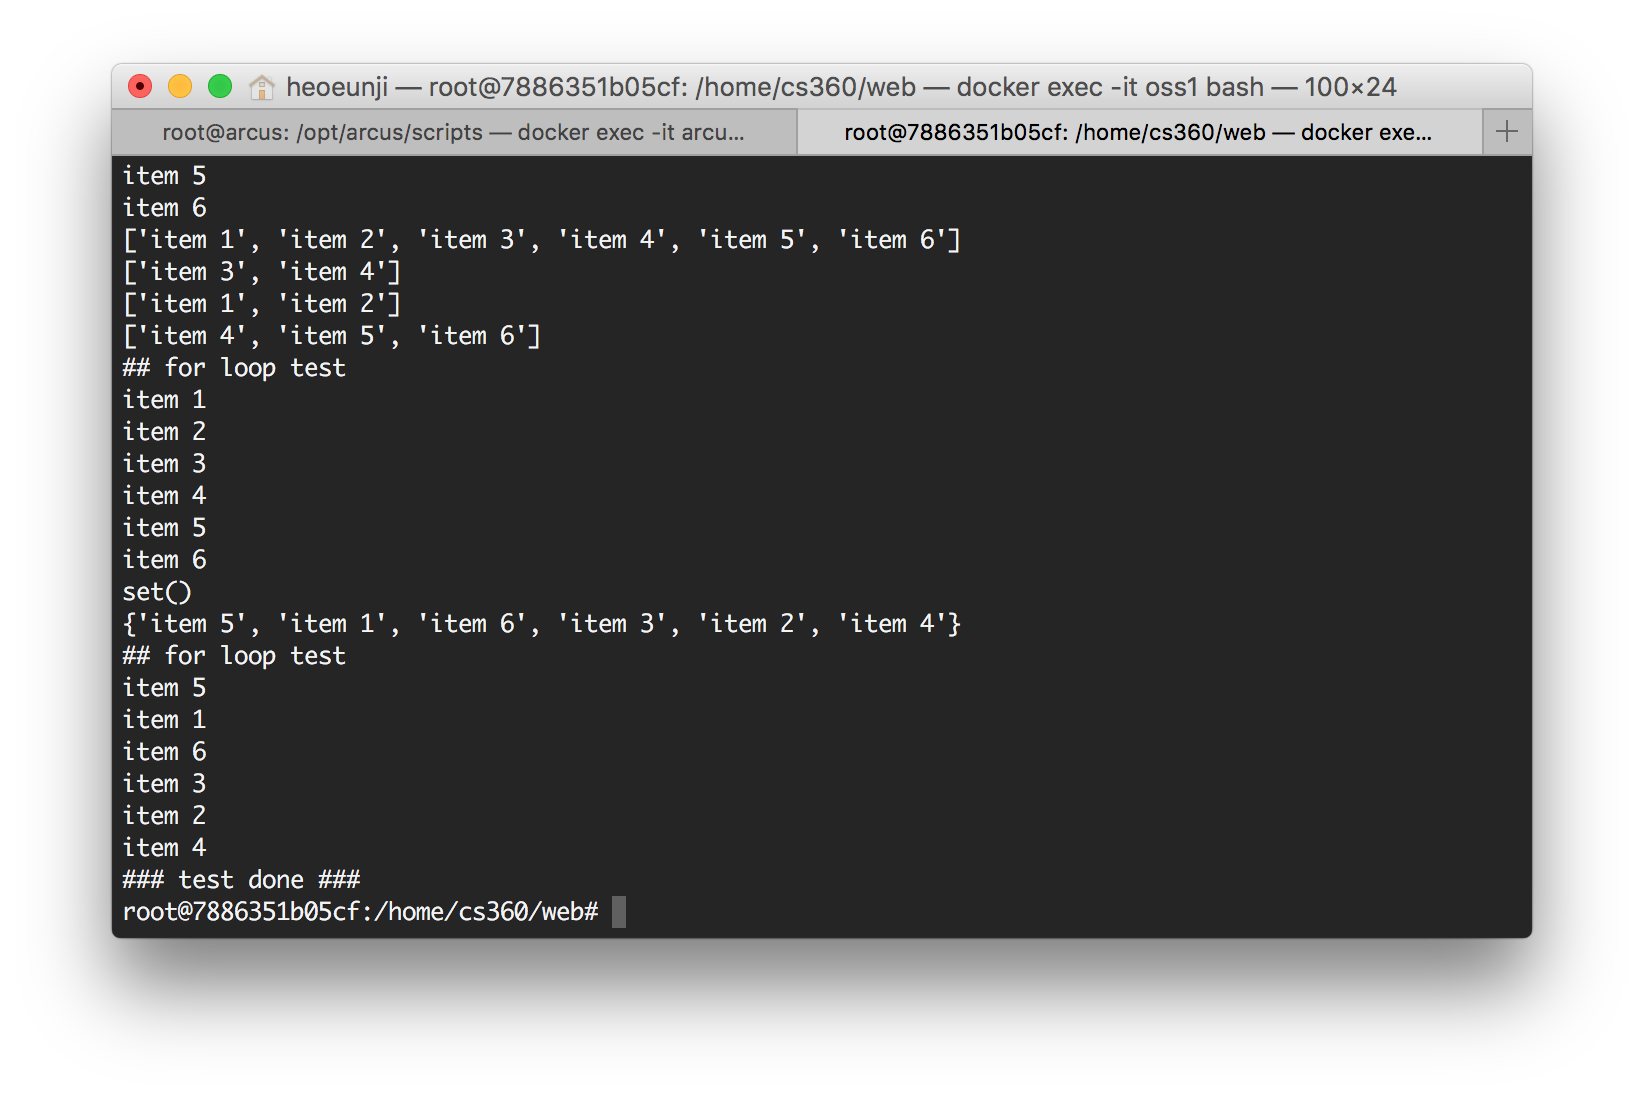 heoeunji — root@7886351b05cf: /home/cs360/web — docker exec -it oss1 bash — 100×24
root@arcus: /opt/arcus/scripts — docker exec -it arcu... root@7886351b05cf: /home/cs360/web — docker exe... +
item 5
item 6
['item 1', 'item 2', 'item 3', 'item 4', 'item 5', 'item 6']
['item 3', 'item 4']
['item 1', 'item 2']
['item 4', 'item 5', 'item 6']
## for loop test
item 1
item 2
item 3
item 4
item 5
item 6
set()
{'item 5', 'item 1', 'item 6', 'item 3', 'item 2', 'item 4'}
## for loop test
item 5
item 1
item 6
item 3
item 2
item 4
### test done ###
root@7886351b05cf:/home/cs360/web#